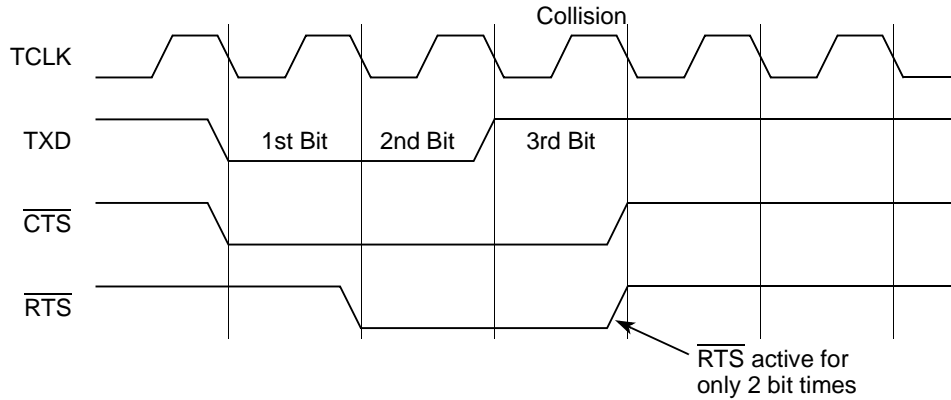 Collision
TCLK
TXD
1st Bit
2nd Bit
3rd Bit
CTS
RTS
RTS active for
only 2 bit times